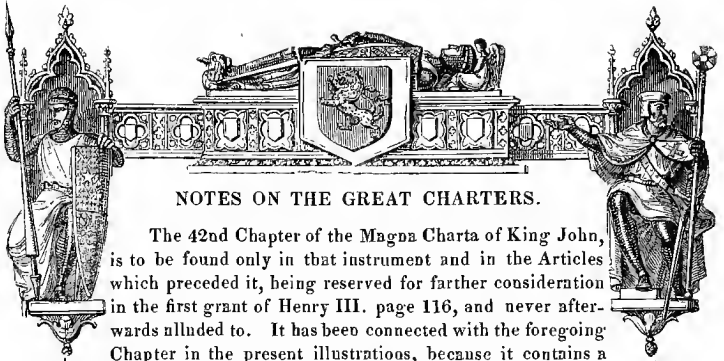 NOTES ON THE GREAT CHARTERS.
The 42nd Chapter of the Magna Charta of King John,
is to be found only in that instrument and in the Articles
which preceded it, being reserved for farther consideration
in the first grant of Henry III. page 116, and never after-
wards alluded to. It has been connected with the foregoing
Chapter in the present illustrations, because it contains a